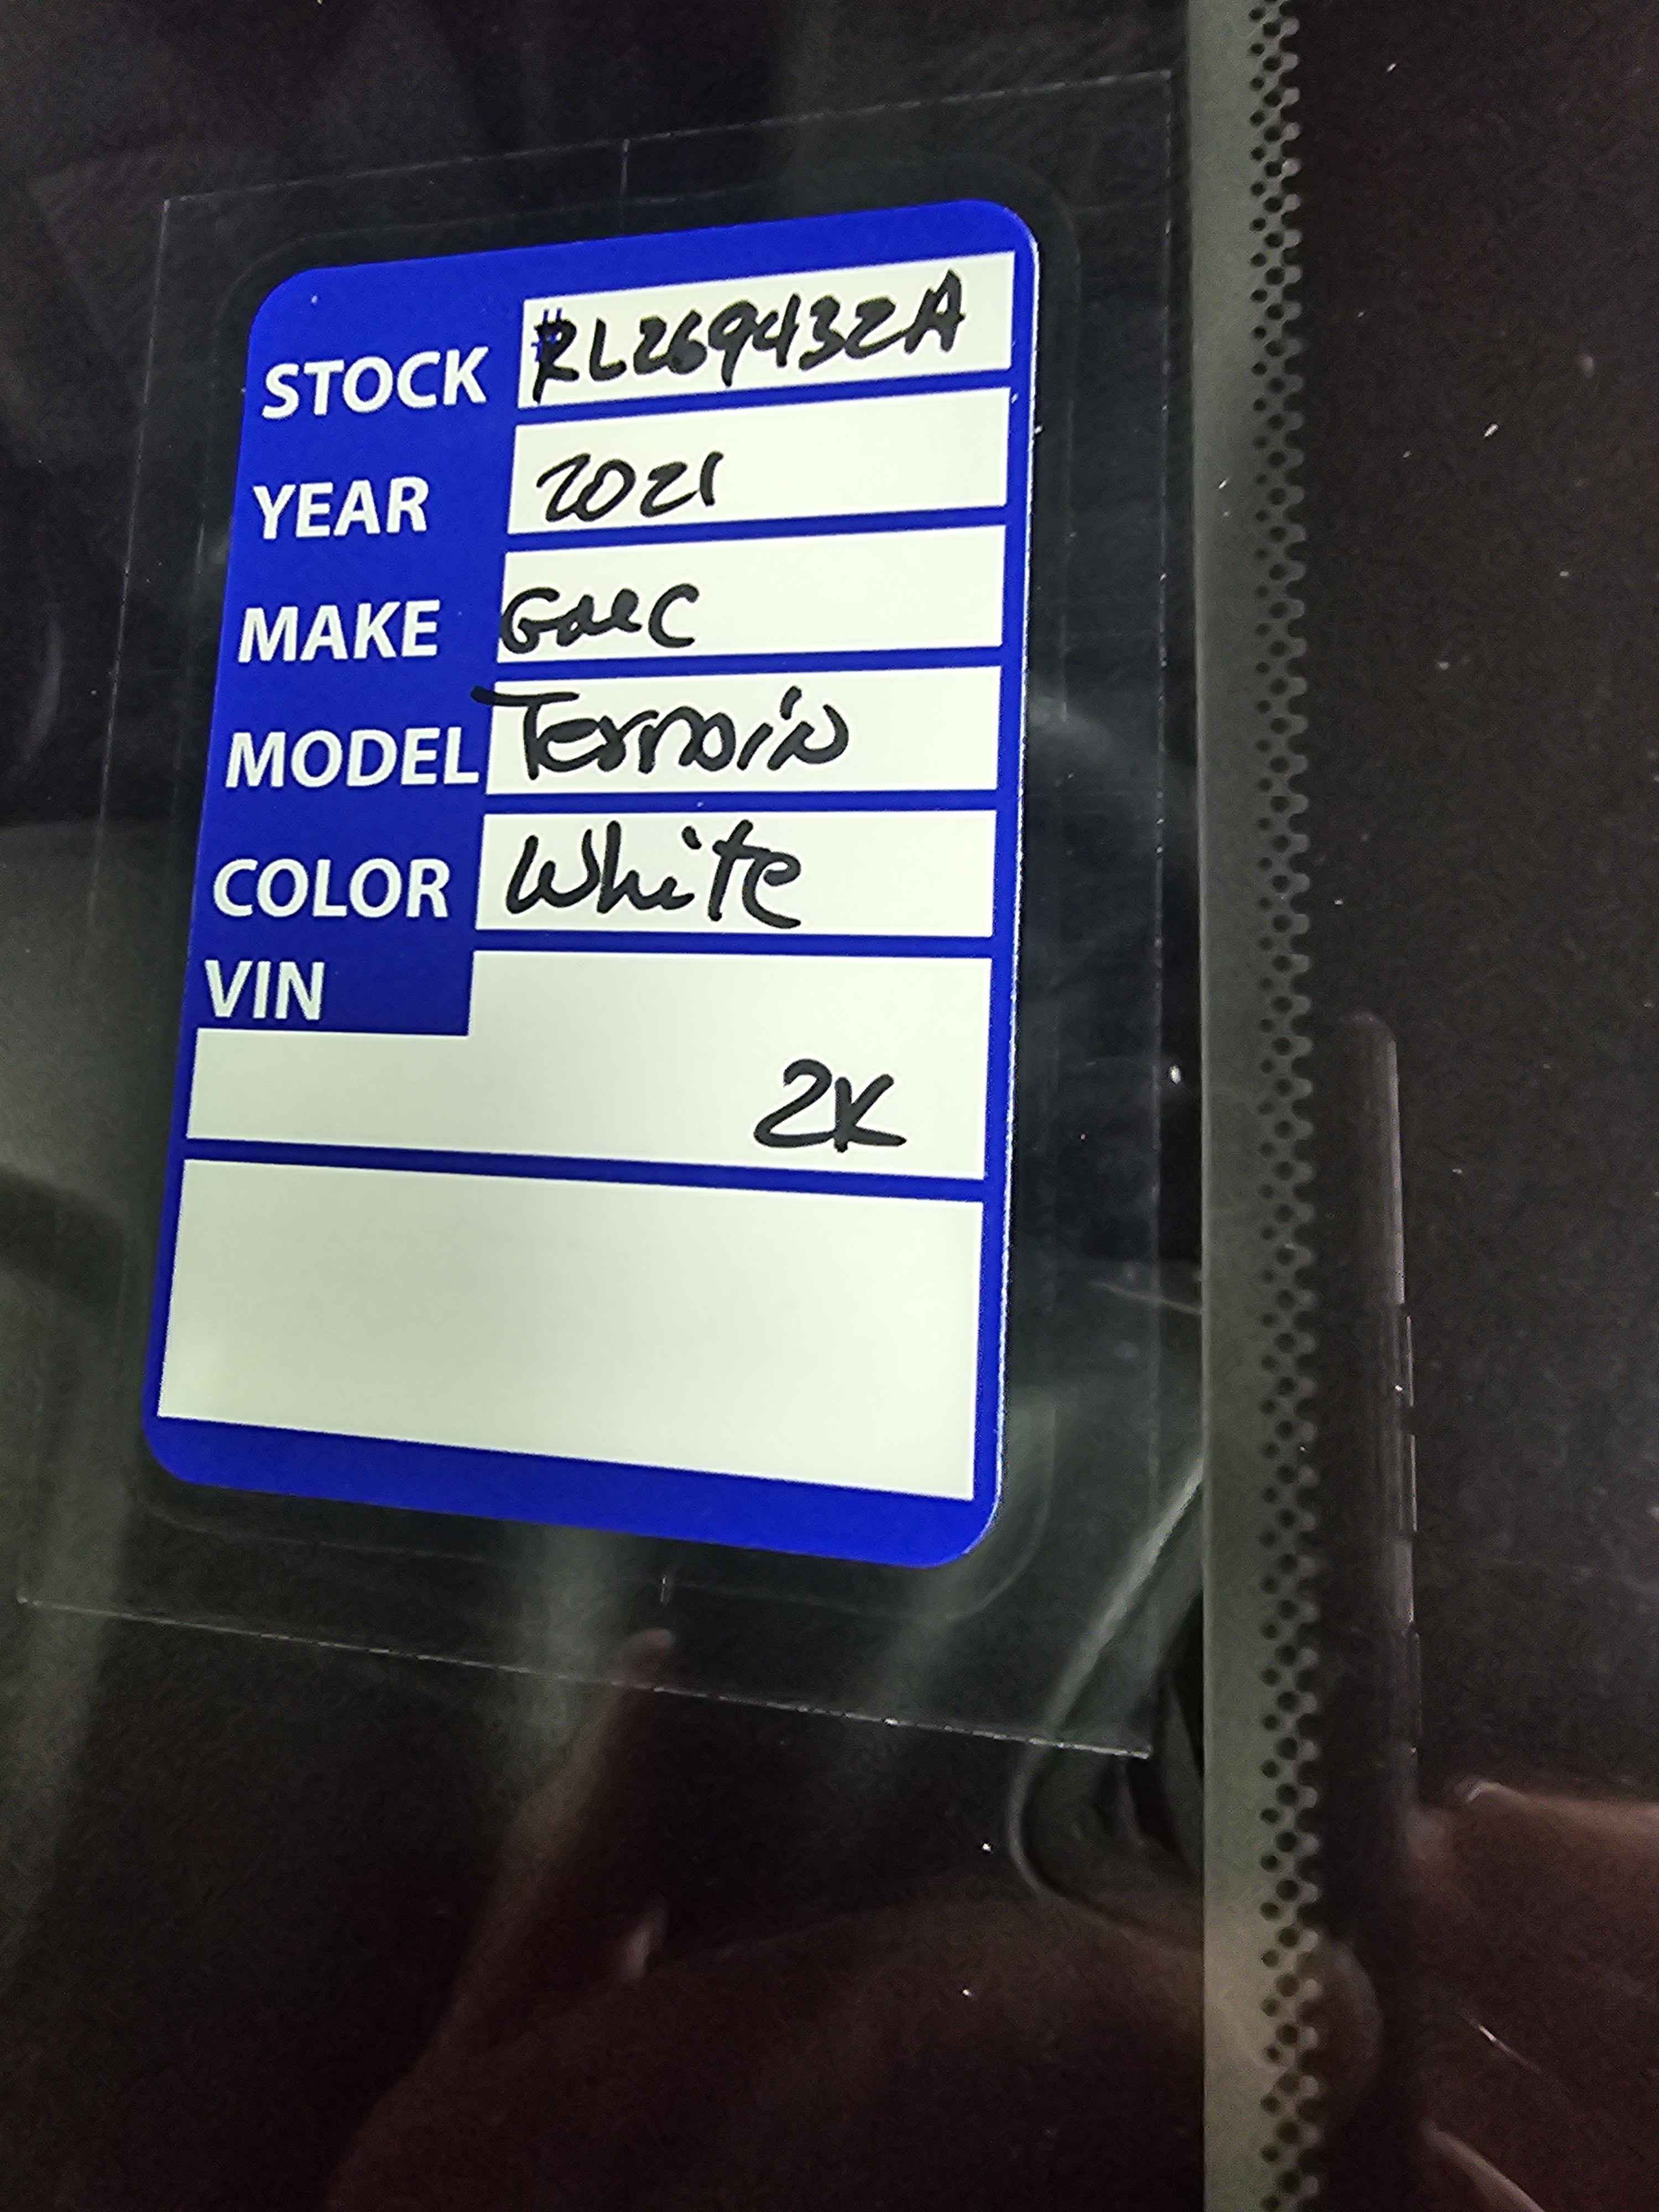 STOCK #RL269432A
YEAR 2021
MAKE GMC
MODEL Terrain
COLOR White
VIN
2K